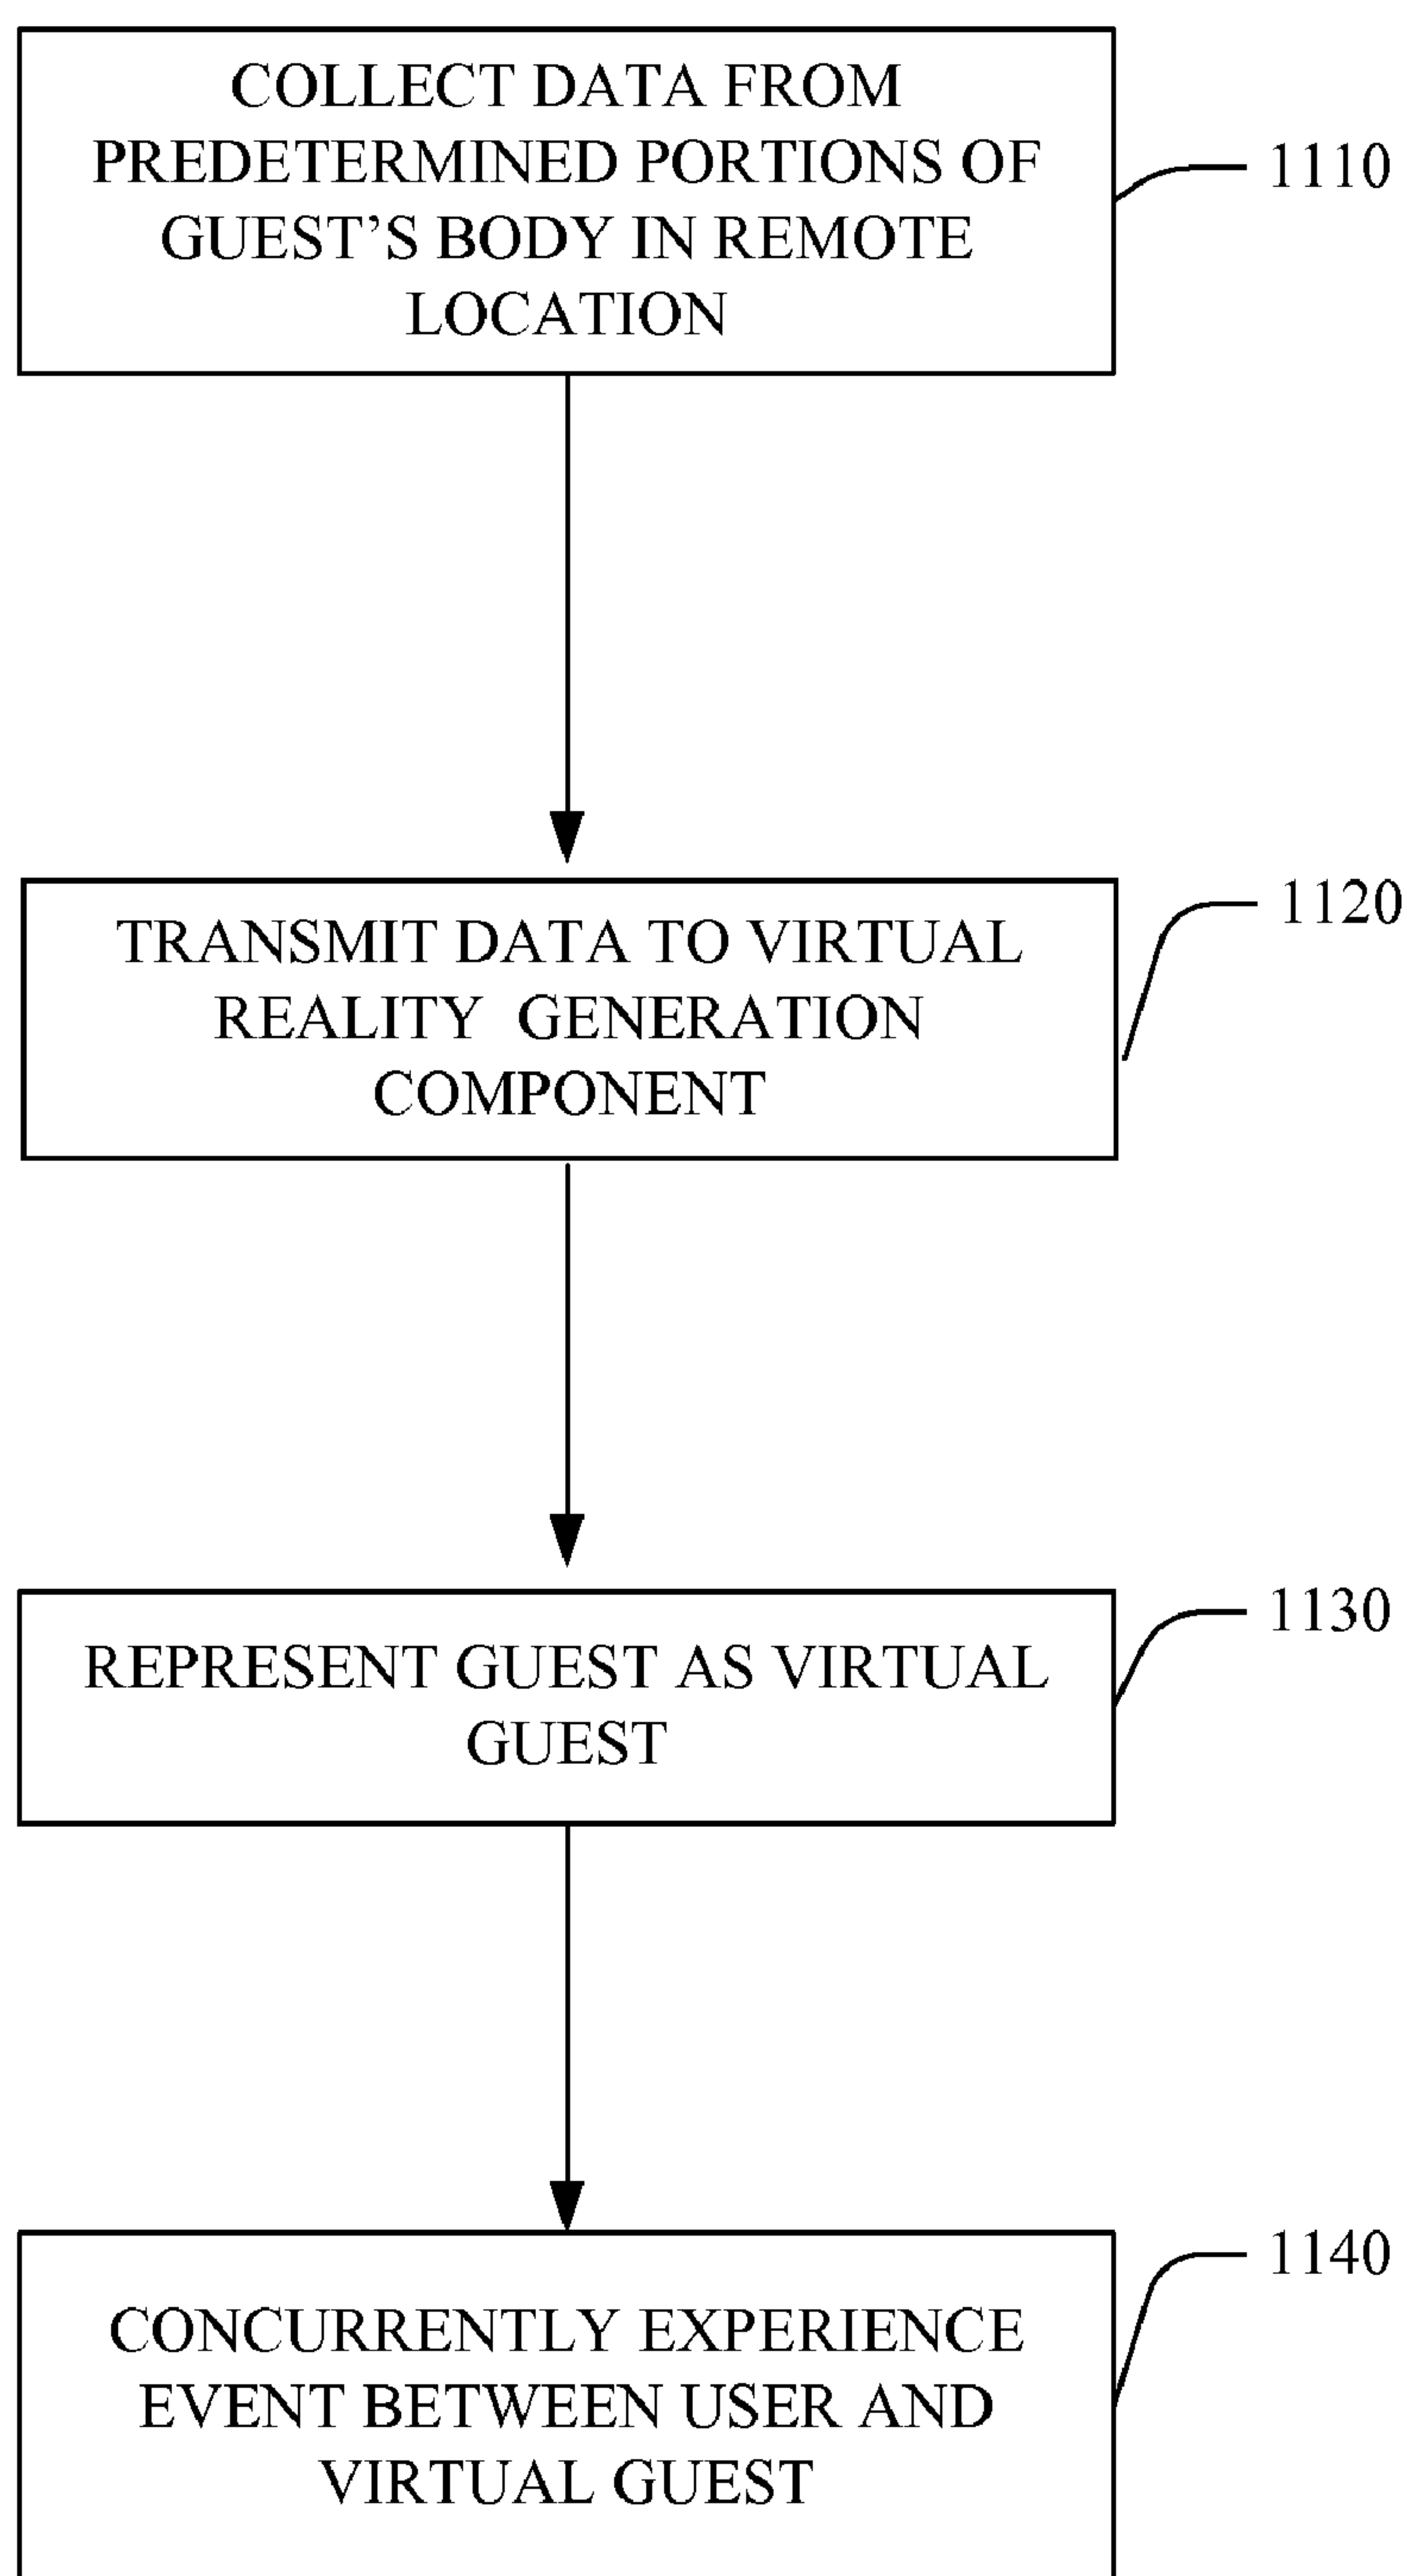 COLLECT DATA FROM
PREDETERMINED PORTIONS OF
GUEST’S BODY IN REMOTE
LOCATION
1110
TRANSMIT DATA TO VIRTUAL
REALITY GENERATION
COMPONENT
1120
REPRESENT GUEST AS VIRTUAL
GUEST
1130
CONCURRENTLY EXPERIENCE
EVENT BETWEEN USER AND
VIRTUAL GUEST
1140